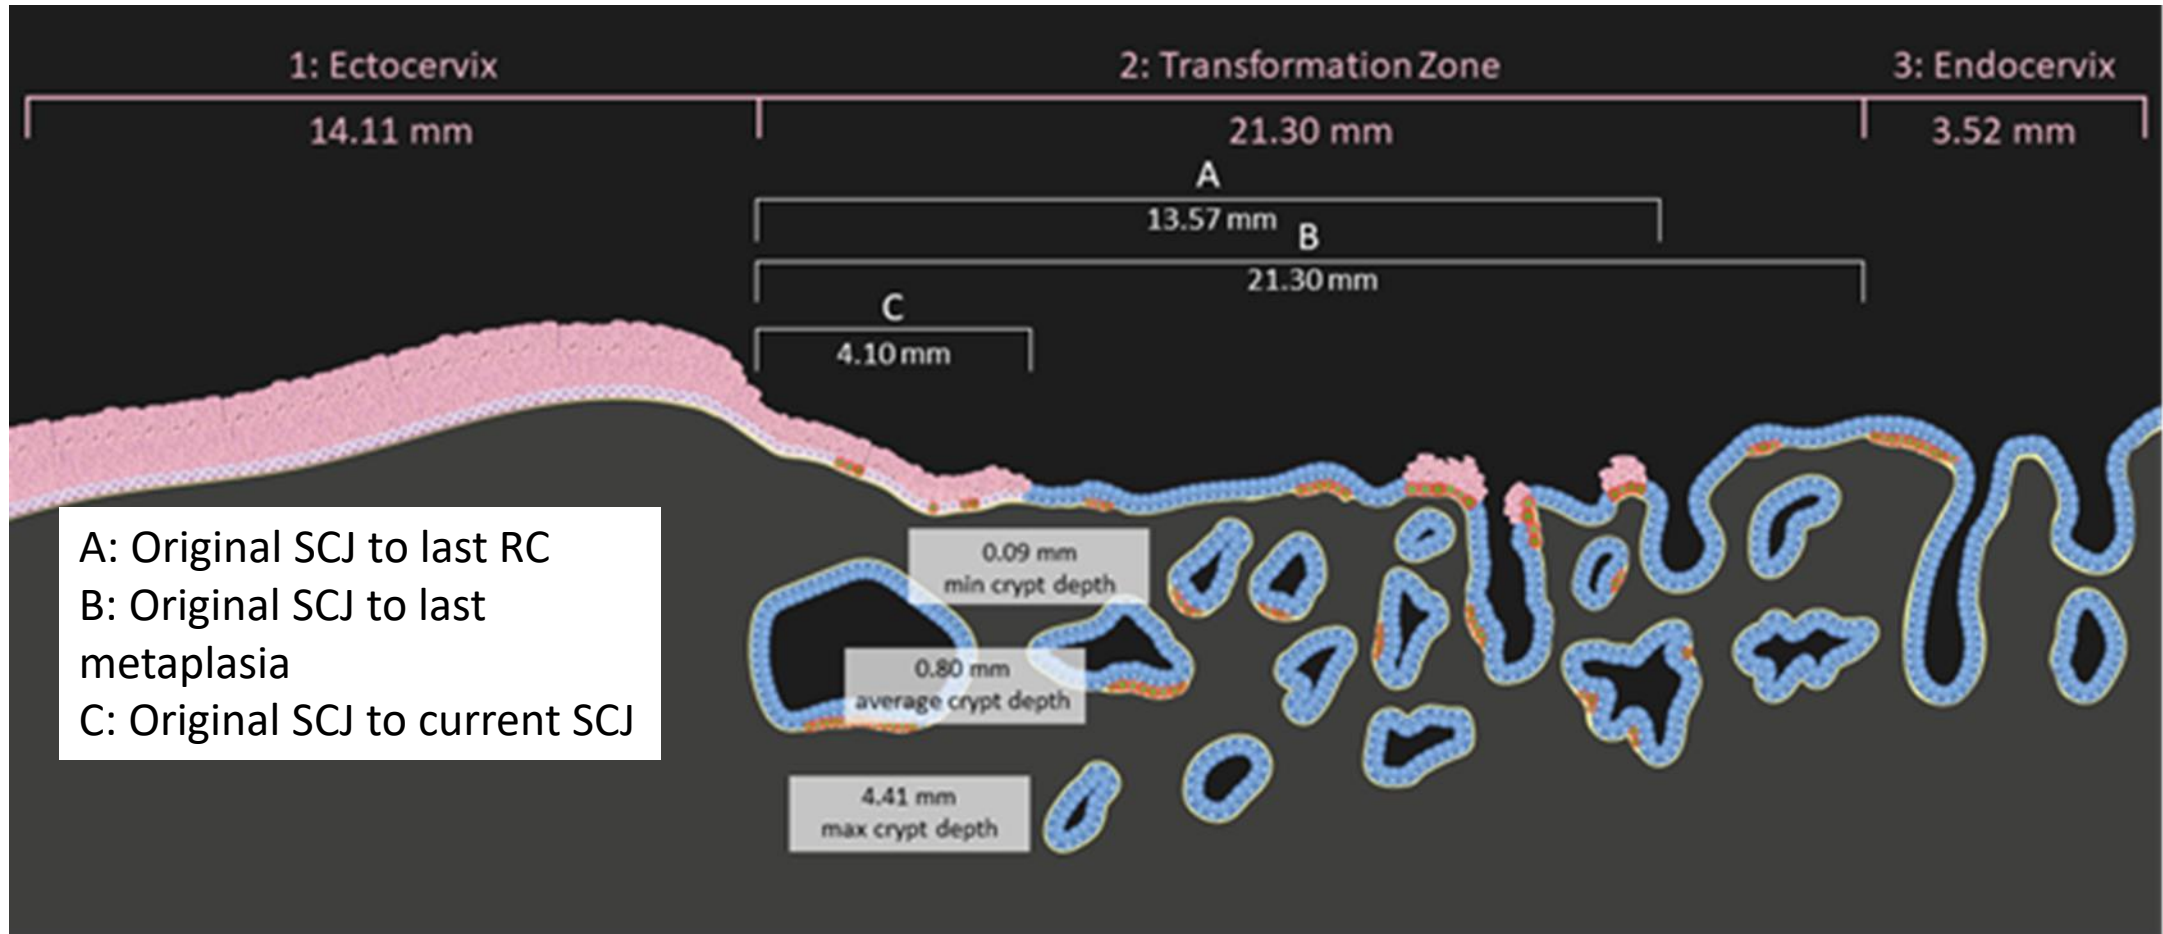 1: Ectocervix
2: Transformation Zone
3: Endocervix
14.11 mm
21.30 mm
3.52 mm
A
13.57 mm
B
21.30 mm
C
4.10 mm
A: Original SCJ to last RC
B: Original SCJ to last
metaplasia
C: Original SCJ to current SCJ
0.09 mm
min crypt depth
0.80 mm
average crypt depth
4.41 mm
max crypt depth